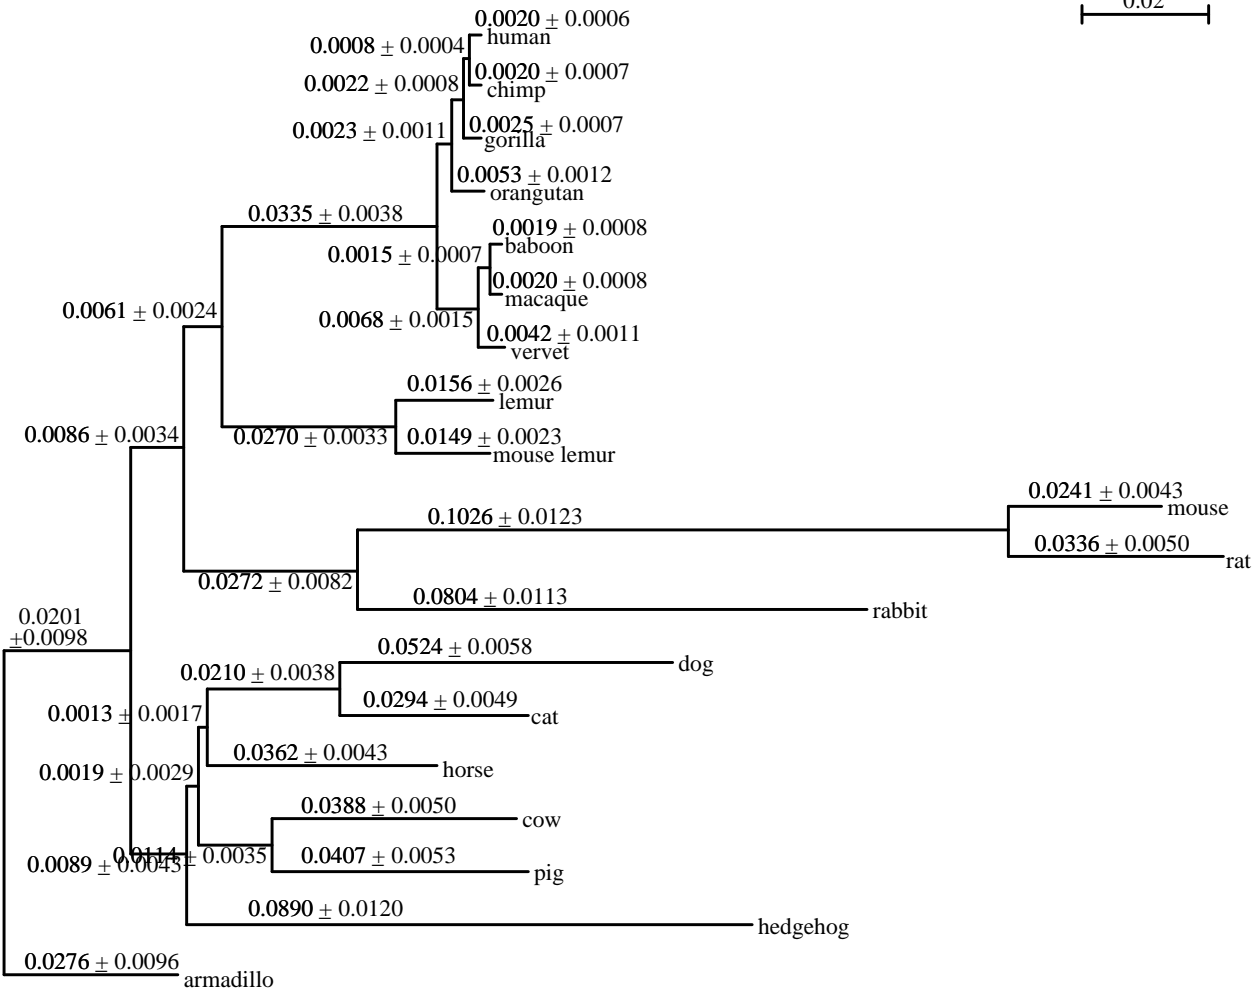 0.02
0.0020 ± 0.0006
human
0.0008 ± 0.0004
0.0020 ± 0.0007
chimp
0.0022 ± 0.0008
0.0025 ± 0.0007
gorilla
0.0023 ± 0.0011
0.0053 ± 0.0012
orangutan
0.0335 ± 0.0038
0.0019 ± 0.0008
baboon
0.0015 ± 0.0007
0.0020 ± 0.0008
macaque
0.0061 ± 0.0024
0.0068 ± 0.0015
0.0042 ± 0.0011
vervet
0.0156 ± 0.0026
lemur
0.0086 ± 0.0034
0.0270 ± 0.0033
0.0149 ± 0.0023
mouse lemur
0.0241 ± 0.0043
mouse
0.1026 ± 0.0123
0.0336 ± 0.0050
rat
0.0272 ± 0.0082
0.0804 ± 0.0113
rabbit
0.0201
±0.0098
0.0524 ± 0.0058
dog
0.0210 ± 0.0038
0.0294 ± 0.0049
cat
0.0013 ± 0.0017
0.0362 ± 0.0043
horse
0.0019 ± 0.0029
0.0388 ± 0.0050
cow
0.0114 ± 0.0035
0.0089 ± 0.0043
0.0407 ± 0.0053
pig
0.0890 ± 0.0120
hedgehog
0.0276 ± 0.0096
armadillo